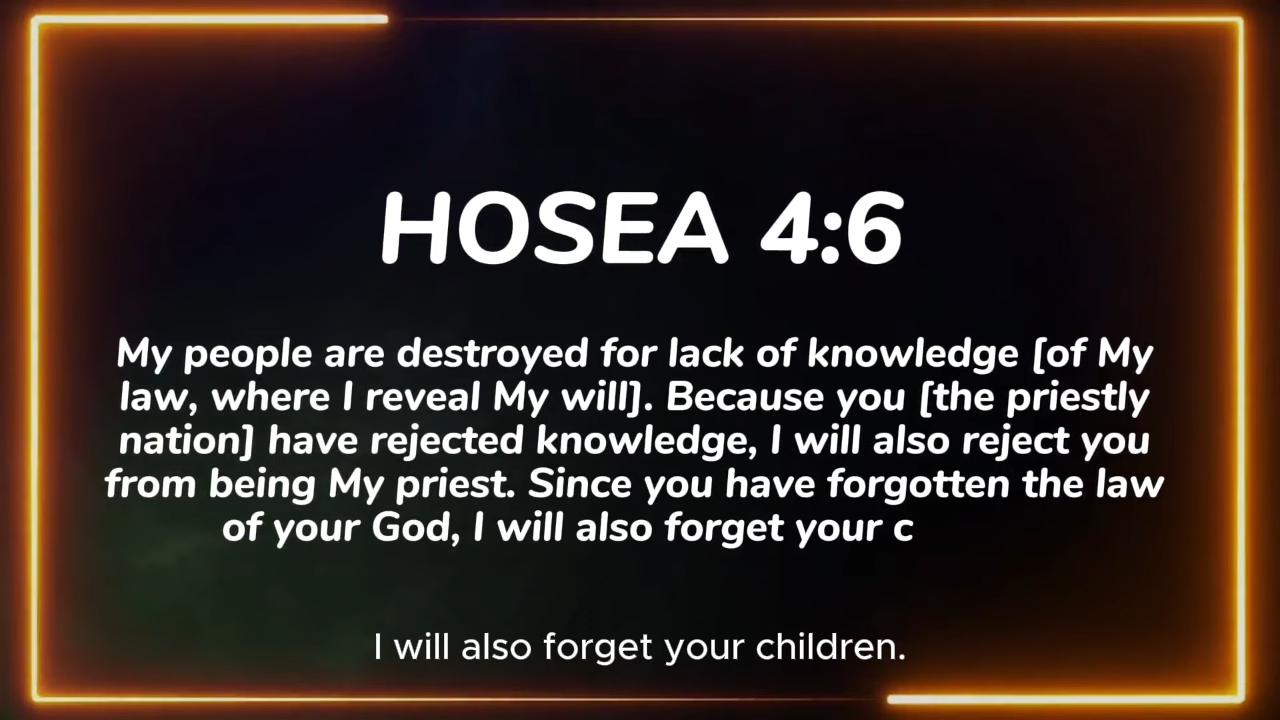 HOSEA 4:6
My people are destroyed for lack of knowledge [of My
law, where I reveal My will]. Because you [the priestly
nation] have rejected knowledge, I will also reject you
from being My priest. Since you have forgotten the law
of your God, I will also forget your c
I will also forget your children.